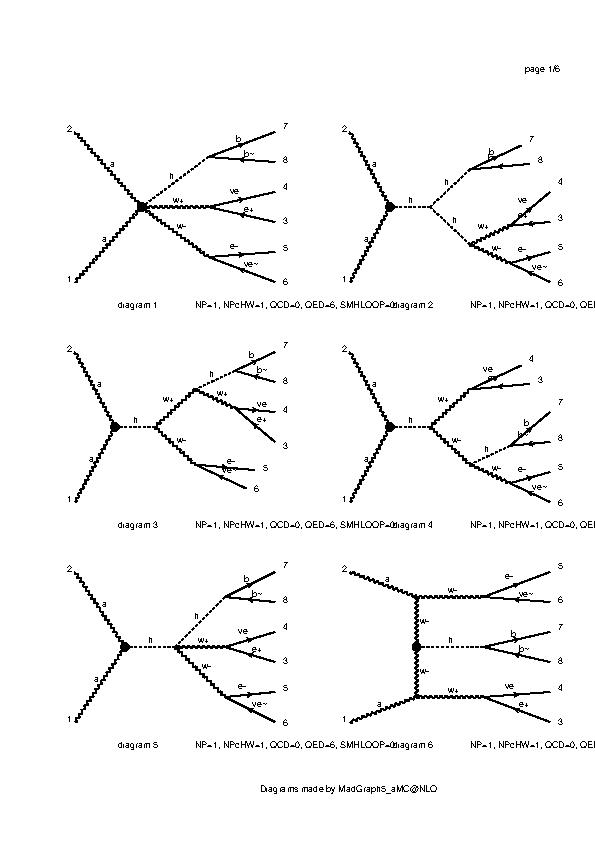 page 1/6
2
a
b
7
b~
8
h
ve
4
w+
e+
3
w-
a
e-
5
ve~
6
1
diagram 1
NP=1, NPcHW=1, QCD=0, QED=6, SMHLOOP=0
2
a
b
7
b~
8
h
h
h
ve
4
w+
e+
3
w-
a
e-
5
ve~
6
1
diagram 2
NP=1, NPcHW=1, QCD=0, QED
2
a
b
7
b~
8
h
w+
w+
ve
4
e+
3
h
w-
a
e-
5
ve~
6
1
diagram 3
NP=1, NPcHW=1, QCD=0, QED=6, SMHLOOP=0
2
a
ve
4
e+
3
w+
h
b
7
b~
8
h
w-
w-
a
e-
5
ve~
6
1
diagram 4
NP=1, NPcHW=1, QCD=0, QED
2
a
b
7
b~
8
h
h
ve
4
w+
e+
3
w-
a
e-
5
ve~
6
1
diagram 5
NP=1, NPcHW=1, QCD=0, QED=6, SMHLOOP=0
2
a
w-
e-
5
ve~
6
w-
b
7
h
b~
8
w-
a
w+
ve
4
e+
3
1
diagram 6
NP=1, NPcHW=1, QCD=0, QED
Diagrams made by MadGraph5_aMC@NLO